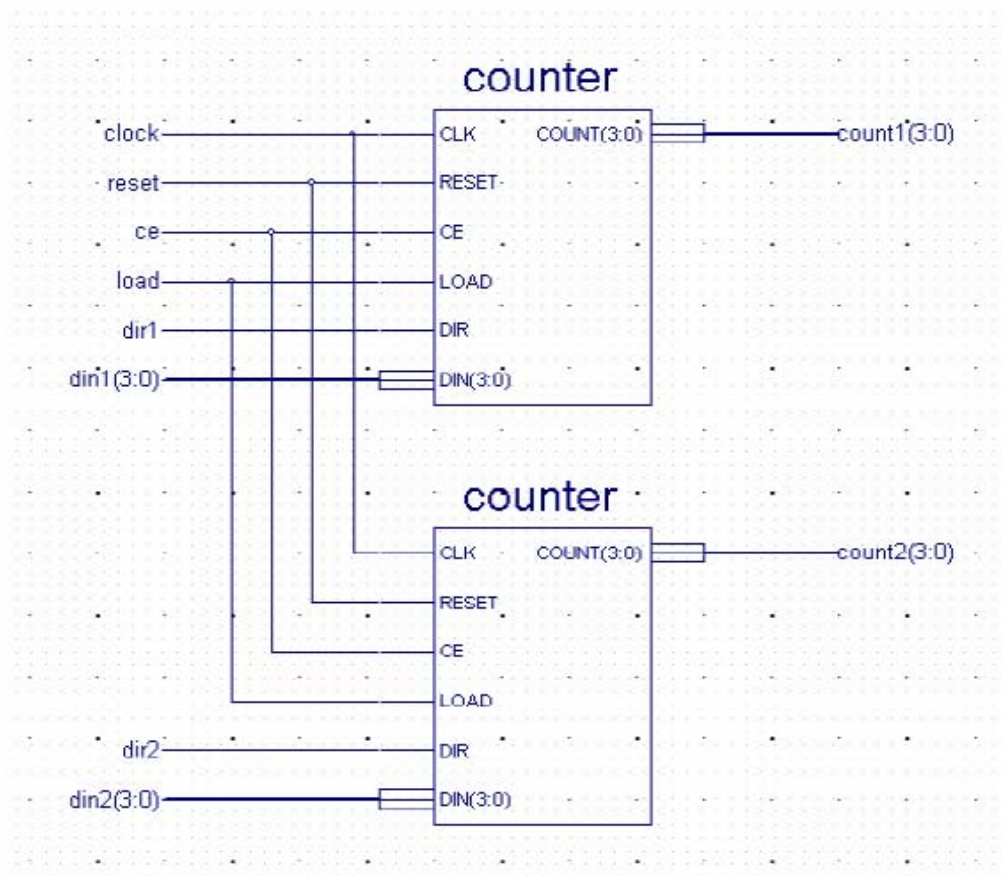 counter
clock CLK COUNT(3:0) count1(3:0)
reset RESET
ce CE
load LOAD
dir1 DIR
din1(3:0) DIN(3:0)
counter
CLK COUNT(3:0) count2(3:0)
RESET
CE
LOAD
dir2 DIR
din2(3:0) DIN(3:0)